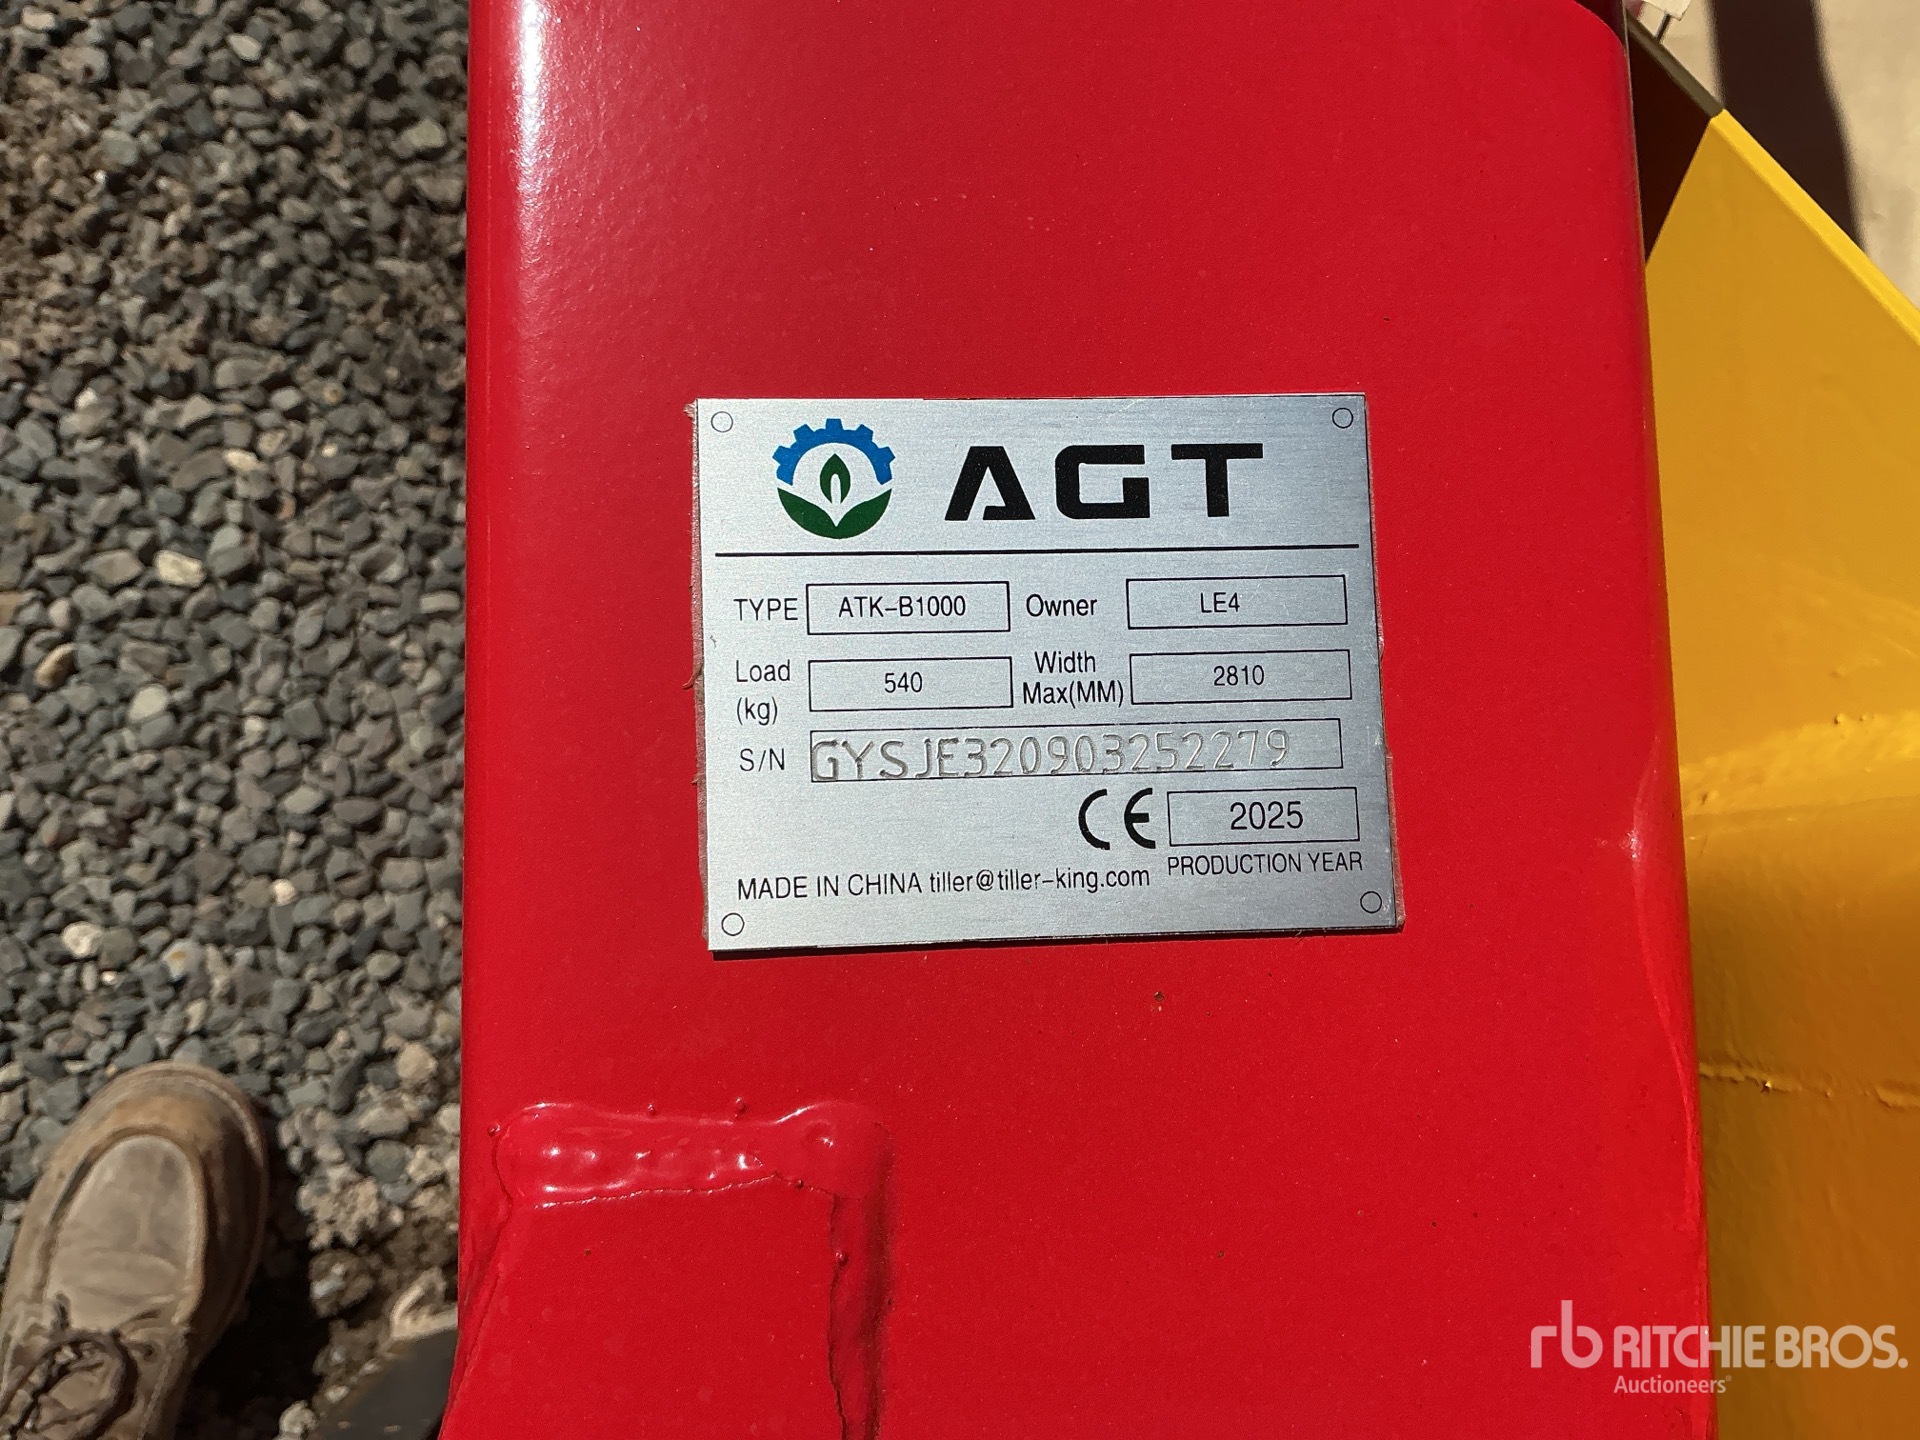 AGT
TYPE ATK-B1000 Owner LE4
Load (kg) 540 Width Max(MM) 2810
S/N GYSJE320903252279
CE 2025
PRODUCTION YEAR
MADE IN CHINA tiller@tiller-king.com
rb RITCHIE BROS.
Auctioneers